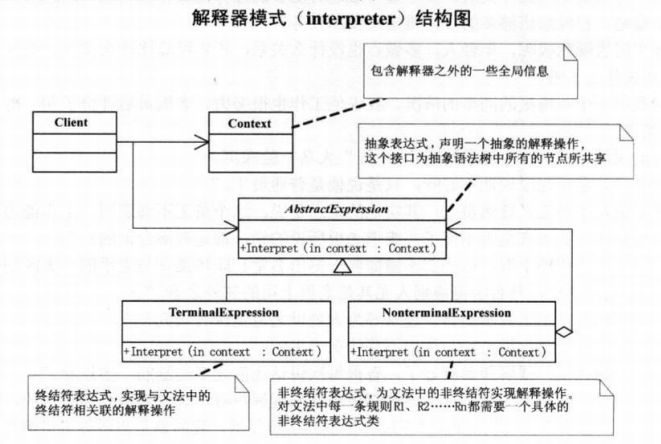 解释器模式（interpreter）结构图
包含解释器之外的一些全局信息
Client
Context
抽象表达式，声明一个抽象的解释操作，
这个接口为抽象语法树中所有的节点所共享
AbstractExpression
+Interpret(in context : Context)
TerminalExpression
NonterminalExpression
+Interpret(in context : Context)
+Interpret(in context : Context)
终结符表达式，实现与文法中的
终结符相关联的解释操作
非终结符表达式，为文法中的非终结符实现解释操作。
对文法中每一条规则R1、R2……Rn都需要一个具体的
非终结符表达式类